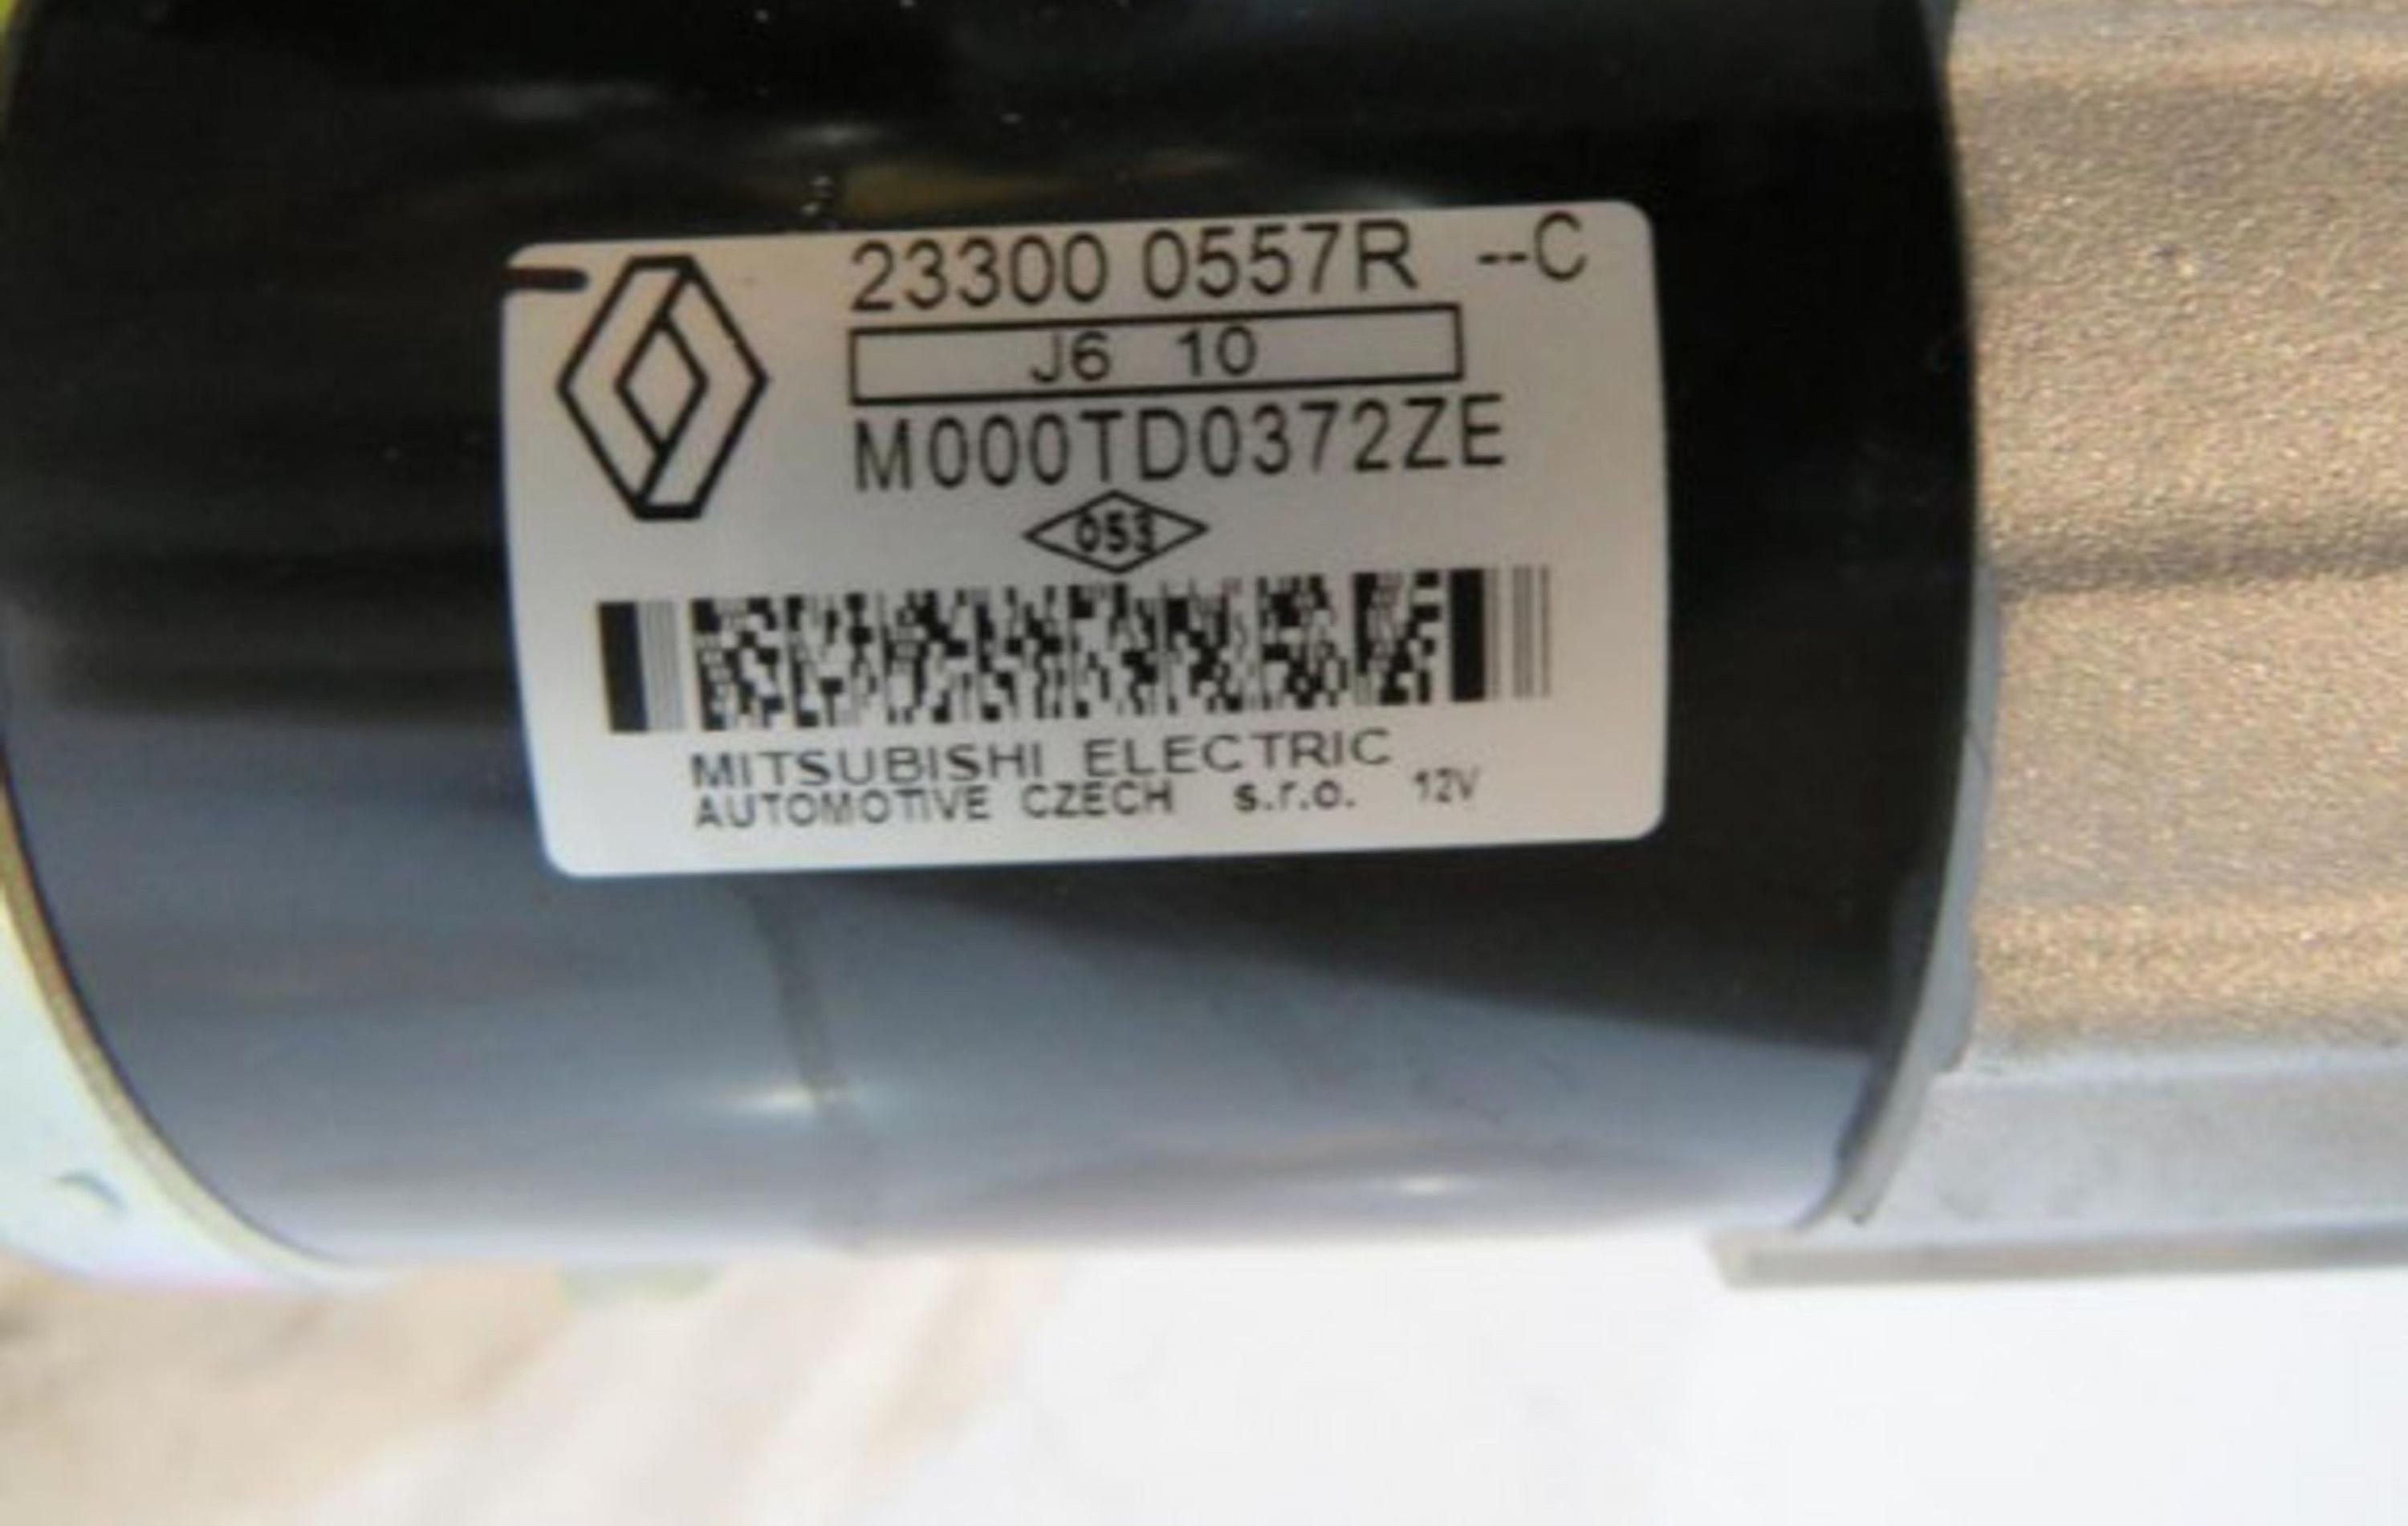 23300 0557R --C
J6 10
M000TD0372ZE
053
MITSUBISHI ELECTRIC
AUTOMOTIVE CZECH s.r.o. 12V